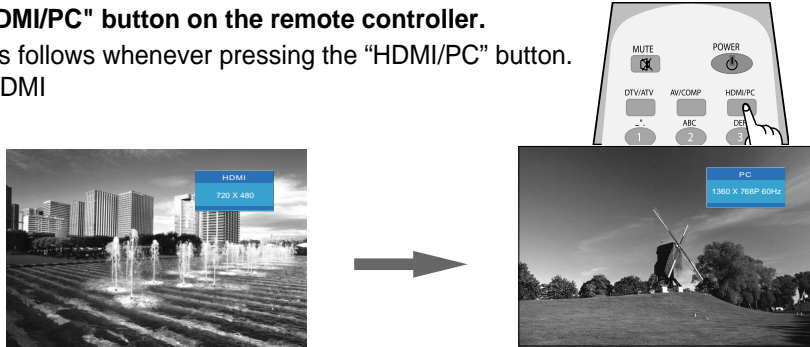 DMI/PC" button on the remote controller.
s follows whenever pressing the “HDMI/PC” button.
DMI
MUTE
POWER
DTV/ATV AV/COMP HDMI/PC
ABC
1 2 3
HDMI
720 X 480
PC
1360 X 768P 60Hz